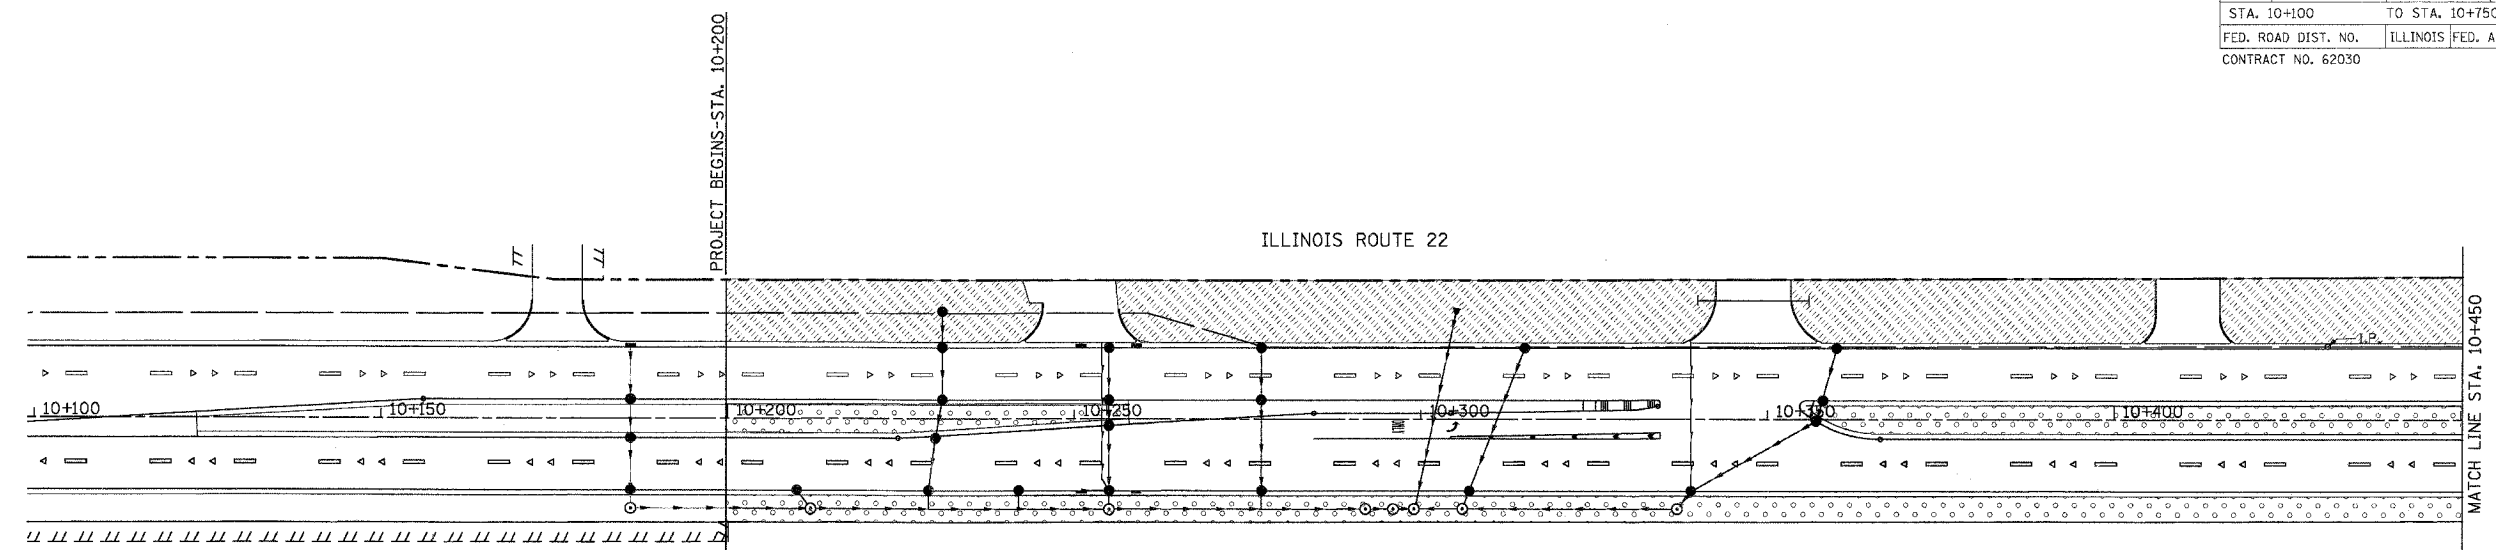 STA. 10+100 TO STA. 10+750
FED. ROAD DIST. NO. ILLINOIS FED. A
CONTRACT NO. 62030
PROJECT BEGINS-STA. 10+200
ILLINOIS ROUTE 22
MATCH LINE STA. 10+450
I.P.
10+100 10+150 10+200 10+250 10+300 10+350 10+400